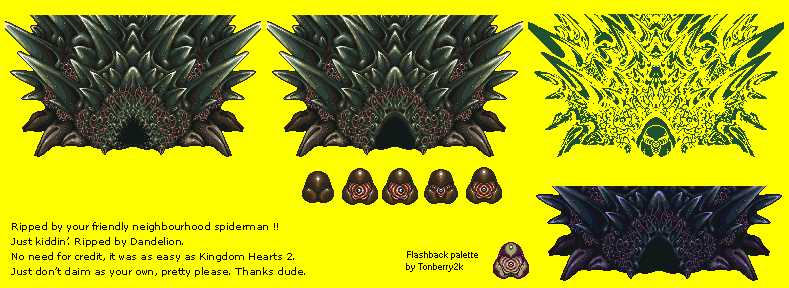 Ripped by your friendly neighbourhood spiderman !!
Just kiddin'. Ripped by Dandelion.
No need for credit, it was as easy as Kingdom Hearts 2.
Just don't claim as your own, pretty please. Thanks dude.
Flashback palette
by Tonberry2k